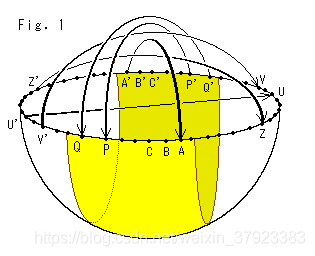 Fig. 1
Z' A' B' C' P' Q' V U
U' V' Q P C B A Z
https://blog.csdn.net/weixin_37923383